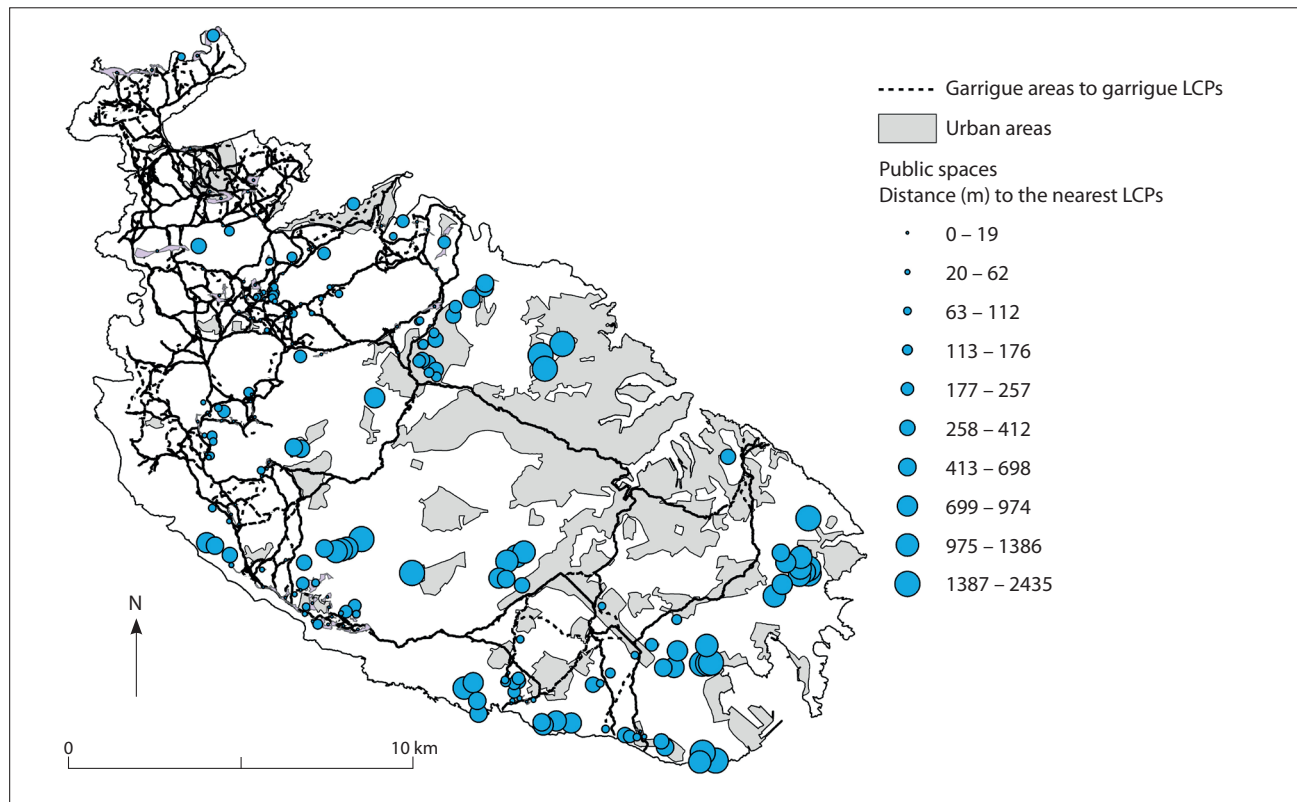 Garrigue areas to garrigue LCPs
Urban areas
Public spaces
Distance (m) to the nearest LCPs
0 – 19
20 – 62
63 – 112
113 – 176
177 – 257
258 – 412
413 – 698
699 – 974
975 – 1386
1387 – 2435
N
0 10 km